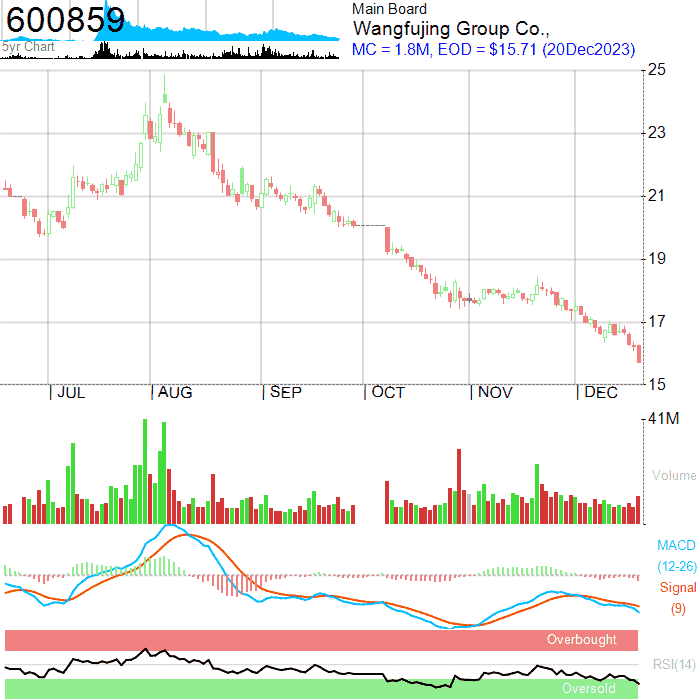 600859
5yr Chart
Main Board
Wangfujing Group Co.,
MC = 1.8M, EOD = $15.71 (20Dec2023)
25
23
21
19
17
15
JUL
AUG
SEP
OCT
NOV
DEC
41M
Volume
MACD
(12-26)
Signal
(9)
Overbought
RSI(14)
Oversold